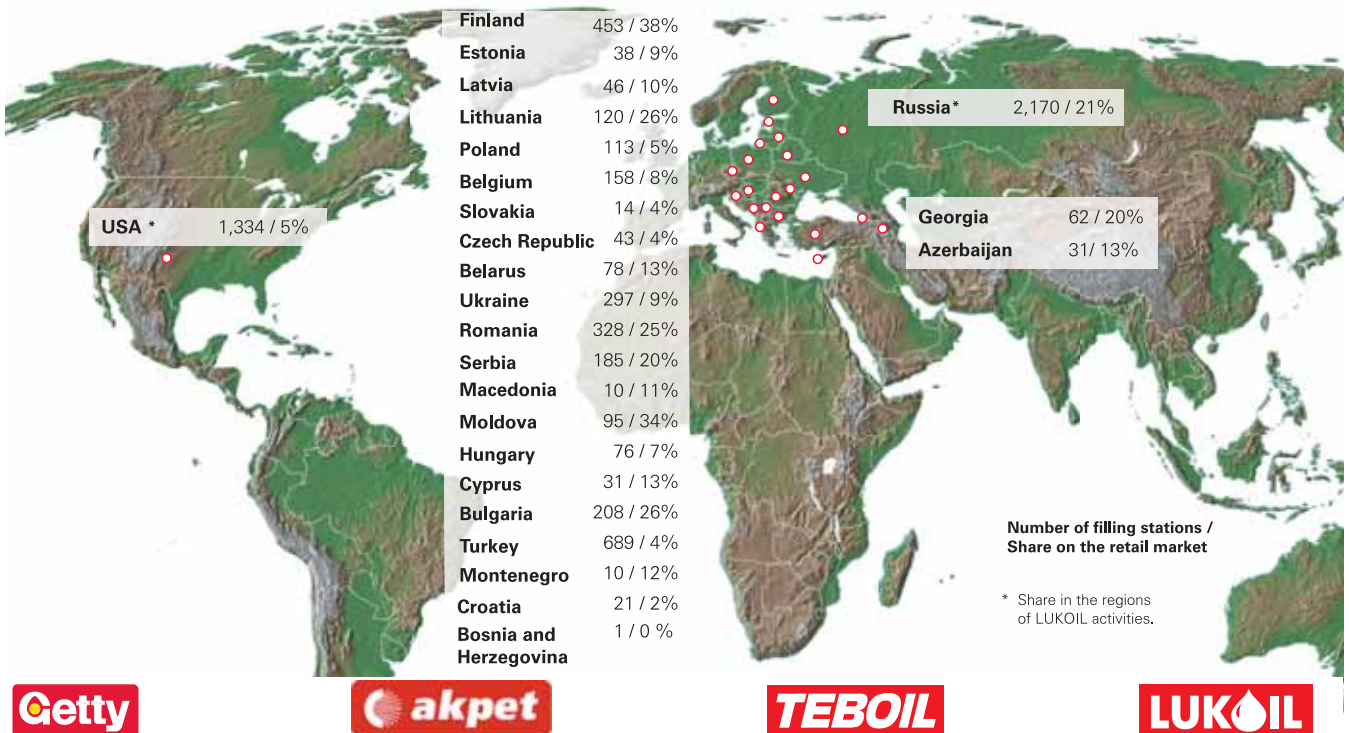 Finland 453 / 38%
Estonia 38 / 9%
Latvia 46 / 10%
Lithuania 120 / 26%
Poland 113 / 5%
Belgium 158 / 8%
Slovakia 14 / 4%
Czech Republic 43 / 4%
Belarus 78 / 13%
Ukraine 297 / 9%
Romania 328 / 25%
Serbia 185 / 20%
Macedonia 10 / 11%
Moldova 95 / 34%
Hungary 76 / 7%
Cyprus 31 / 13%
Bulgaria 208 / 26%
Turkey 689 / 4%
Montenegro 10 / 12%
Croatia 21 / 2%
Bosnia and 1 / 0 %
Herzegovina
USA * 1,334 / 5%
Russia* 2,170 / 21%
Georgia 62 / 20%
Azerbaijan 31/ 13%
Number of filling stations /
Share on the retail market
* Share in the regions
of LUKOIL activities.
Getty
akpet
TEBOIL
LUKOIL